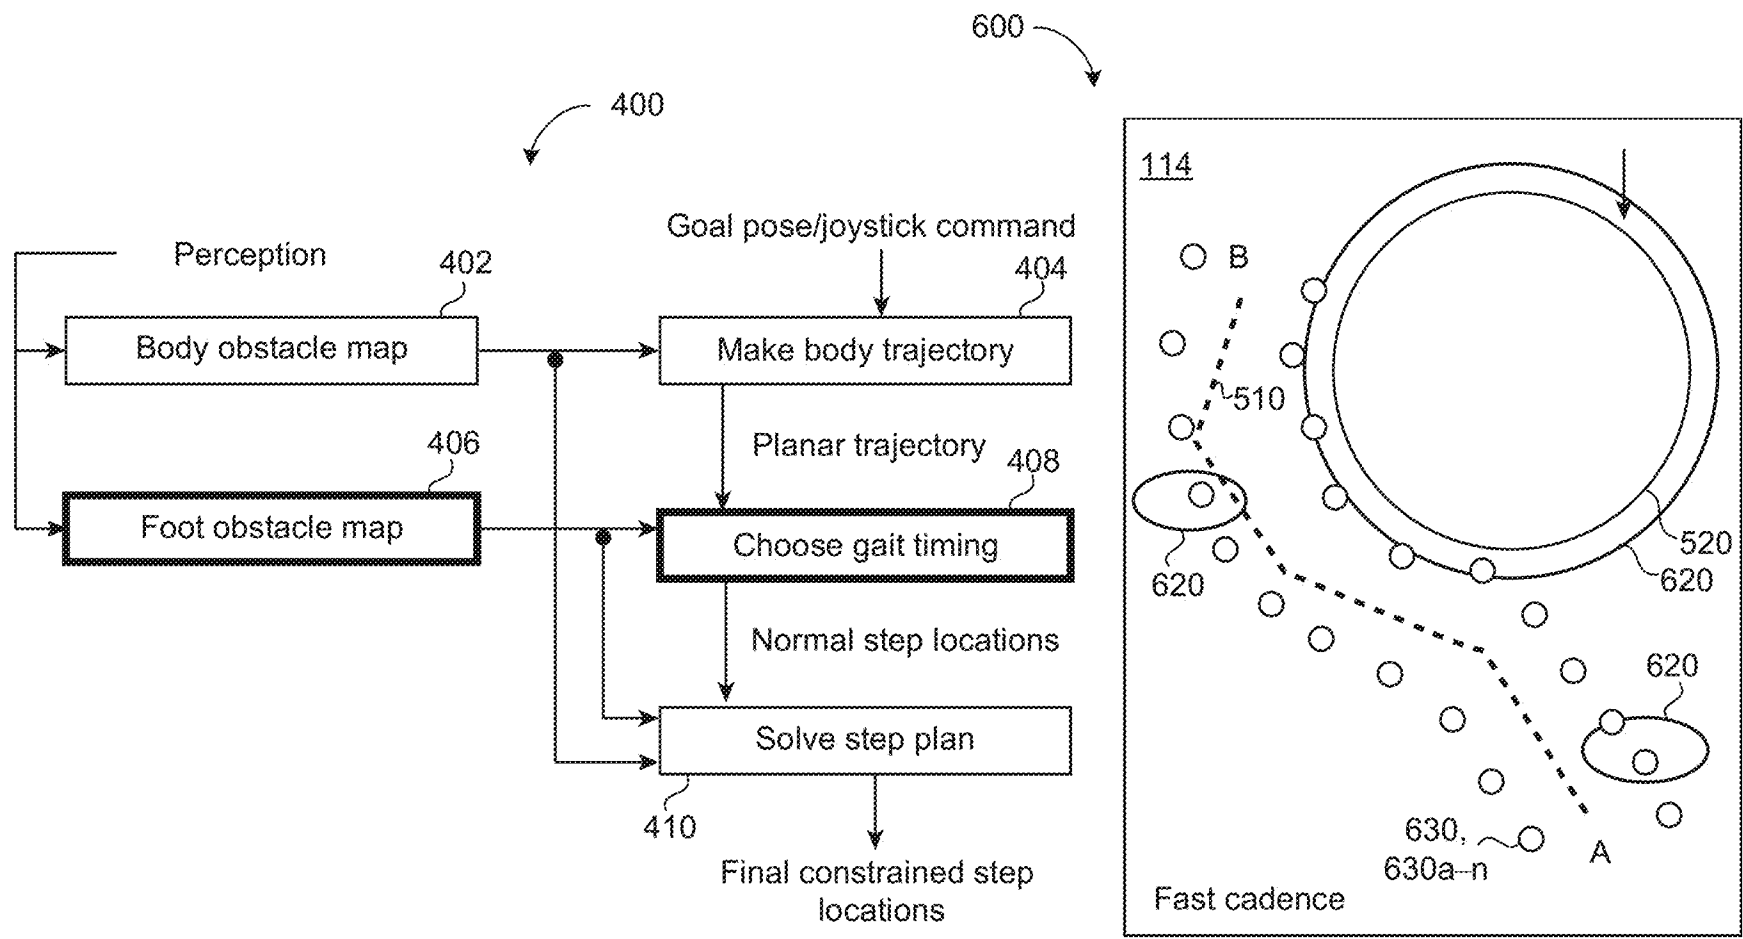 600
400
114
Goal pose/joystick command
Perception
402
404
B
Body obstacle map
Make body trajectory
510
406
Planar trajectory
408
Foot obstacle map
Choose gait timing
520
620
620
Normal step locations
620
Solve step plan
410
630,
630a–n
A
Final constrained step
locations
Fast cadence